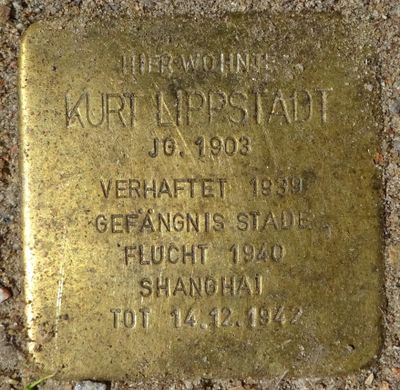 HIER WOHNTE
KURT LIPPSTADT
JG. 1903
VERHAFTET 1939
GEFÄNGNIS STADE
FLUCHT 1940
SHANGHAI
TOT 14.12.1942